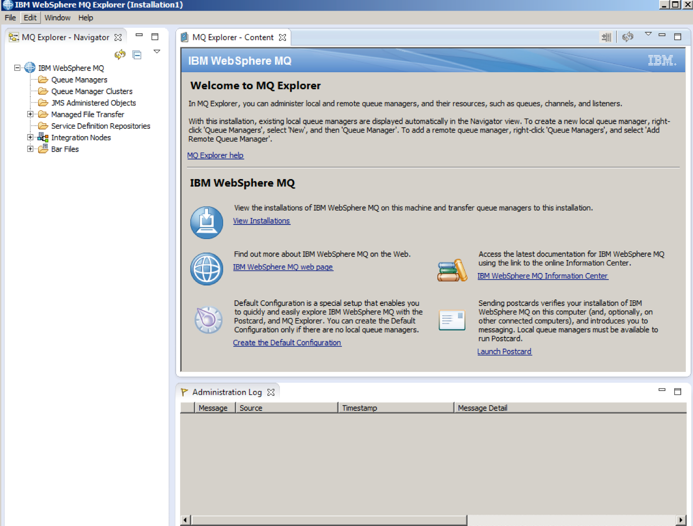 IBM WebSphere MQ Explorer (Installation1)
File Edit Window Help
MQ Explorer - Navigator
IBM WebSphere MQ
Queue Managers
Queue Manager Clusters
JMS Administered Objects
Managed File Transfer
Service Definition Repositories
Integration Nodes
Bar Files
MQ Explorer - Content
IBM WebSphere MQ
IBM.
Welcome to MQ Explorer
In MQ Explorer, you can administer local and remote queue managers, and their resources, such as queues, channels, and listeners.
With this installation, existing local queue managers are displayed automatically in the Navigator view. To create a new local queue manager, right-
click 'Queue Managers', select 'New', and then 'Queue Manager'. To add a remote queue manager, right-click 'Queue Managers', and select 'Add
Remote Queue Manager'.
MQ Explorer help
IBM WebSphere MQ
View the installations of IBM WebSphere MQ on this machine and transfer queue managers to this installation.
View Installations
Find out more about IBM WebSphere MQ on the Web.
IBM WebSphere MQ web page
Access the latest documentation for IBM WebSphere MQ
using the link to the online Information Center.
IBM WebSphere MQ Information Center
Default Configuration is a special setup that enables you
to quickly and easily explore IBM WebSphere MQ with the
Postcard, and MQ Explorer. You can create the Default
Configuration only if there are no local queue managers.
Create the Default Configuration
Sending postcards verifies your installation of IBM
WebSphere MQ on this computer (and, optionally, on
other connected computers), and introduces you to
messaging. Local queue managers must be available to
run Postcard.
Launch Postcard
Administration Log
Message Source Timestamp Message Detail